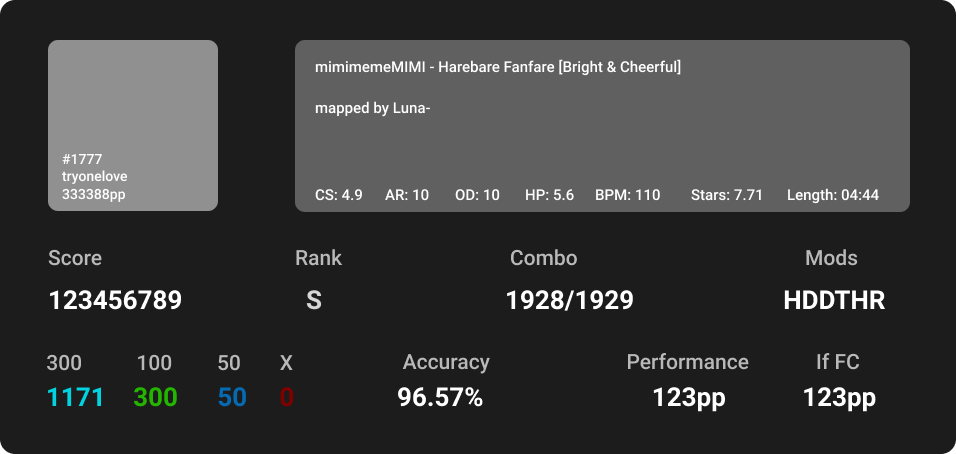 #1777
tryonelove
333388pp
mimimemeMIMI - Harebare Fanfare [Bright & Cheerful]
mapped by Luna-
CS: 4.9 AR: 10 OD: 10 HP: 5.6 BPM: 110 Stars: 7.71 Length: 04:44
Score Rank Combo Mods
123456789 S 1928/1929 HDDTHR
300 100 50 X Accuracy Performance If FC
1171 300 50 0 96.57% 123pp 123pp